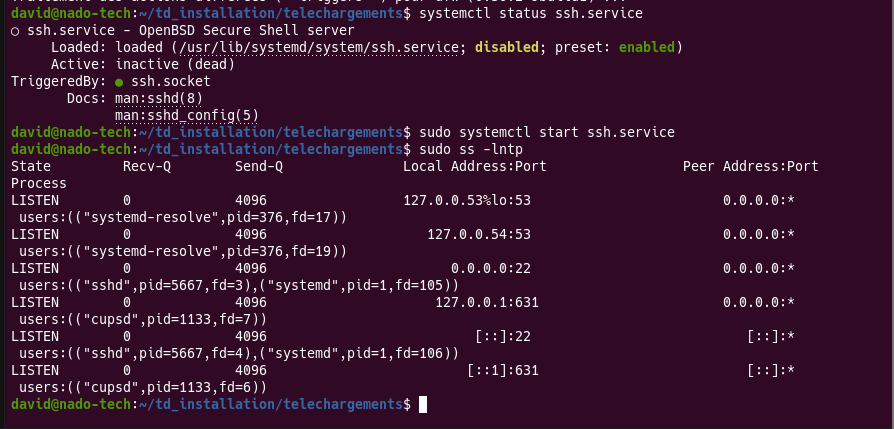 david@nado-tech:~/td_installation/telechargements$ systemctl status ssh.service
○ ssh.service - OpenBSD Secure Shell server
     Loaded: loaded (/usr/lib/systemd/system/ssh.service; disabled; preset: enabled)
     Active: inactive (dead)
TriggeredBy: ● ssh.socket
       Docs: man:sshd(8)
             man:sshd_config(5)
david@nado-tech:~/td_installation/telechargements$ sudo systemctl start ssh.service
david@nado-tech:~/td_installation/telechargements$ sudo ss -lntp
State         Recv-Q        Send-Q               Local Address:Port                 Peer Address:Port
Process
LISTEN        0             4096                 127.0.0.53%lo:53                        0.0.0.0:*
 users:(("systemd-resolve",pid=376,fd=17))
LISTEN        0             4096                    127.0.0.54:53                        0.0.0.0:*
 users:(("systemd-resolve",pid=376,fd=19))
LISTEN        0             4096                       0.0.0.0:22                        0.0.0.0:*
 users:(("sshd",pid=5667,fd=3),("systemd",pid=1,fd=105))
LISTEN        0             4096                     127.0.0.1:631                       0.0.0.0:*
 users:(("cupsd",pid=1133,fd=7))
LISTEN        0             4096                          [::]:22                           [::]:*
 users:(("sshd",pid=5667,fd=4),("systemd",pid=1,fd=106))
LISTEN        0             4096                         [::1]:631                          [::]:*
 users:(("cupsd",pid=1133,fd=6))
david@nado-tech:~/td_installation/telechargements$